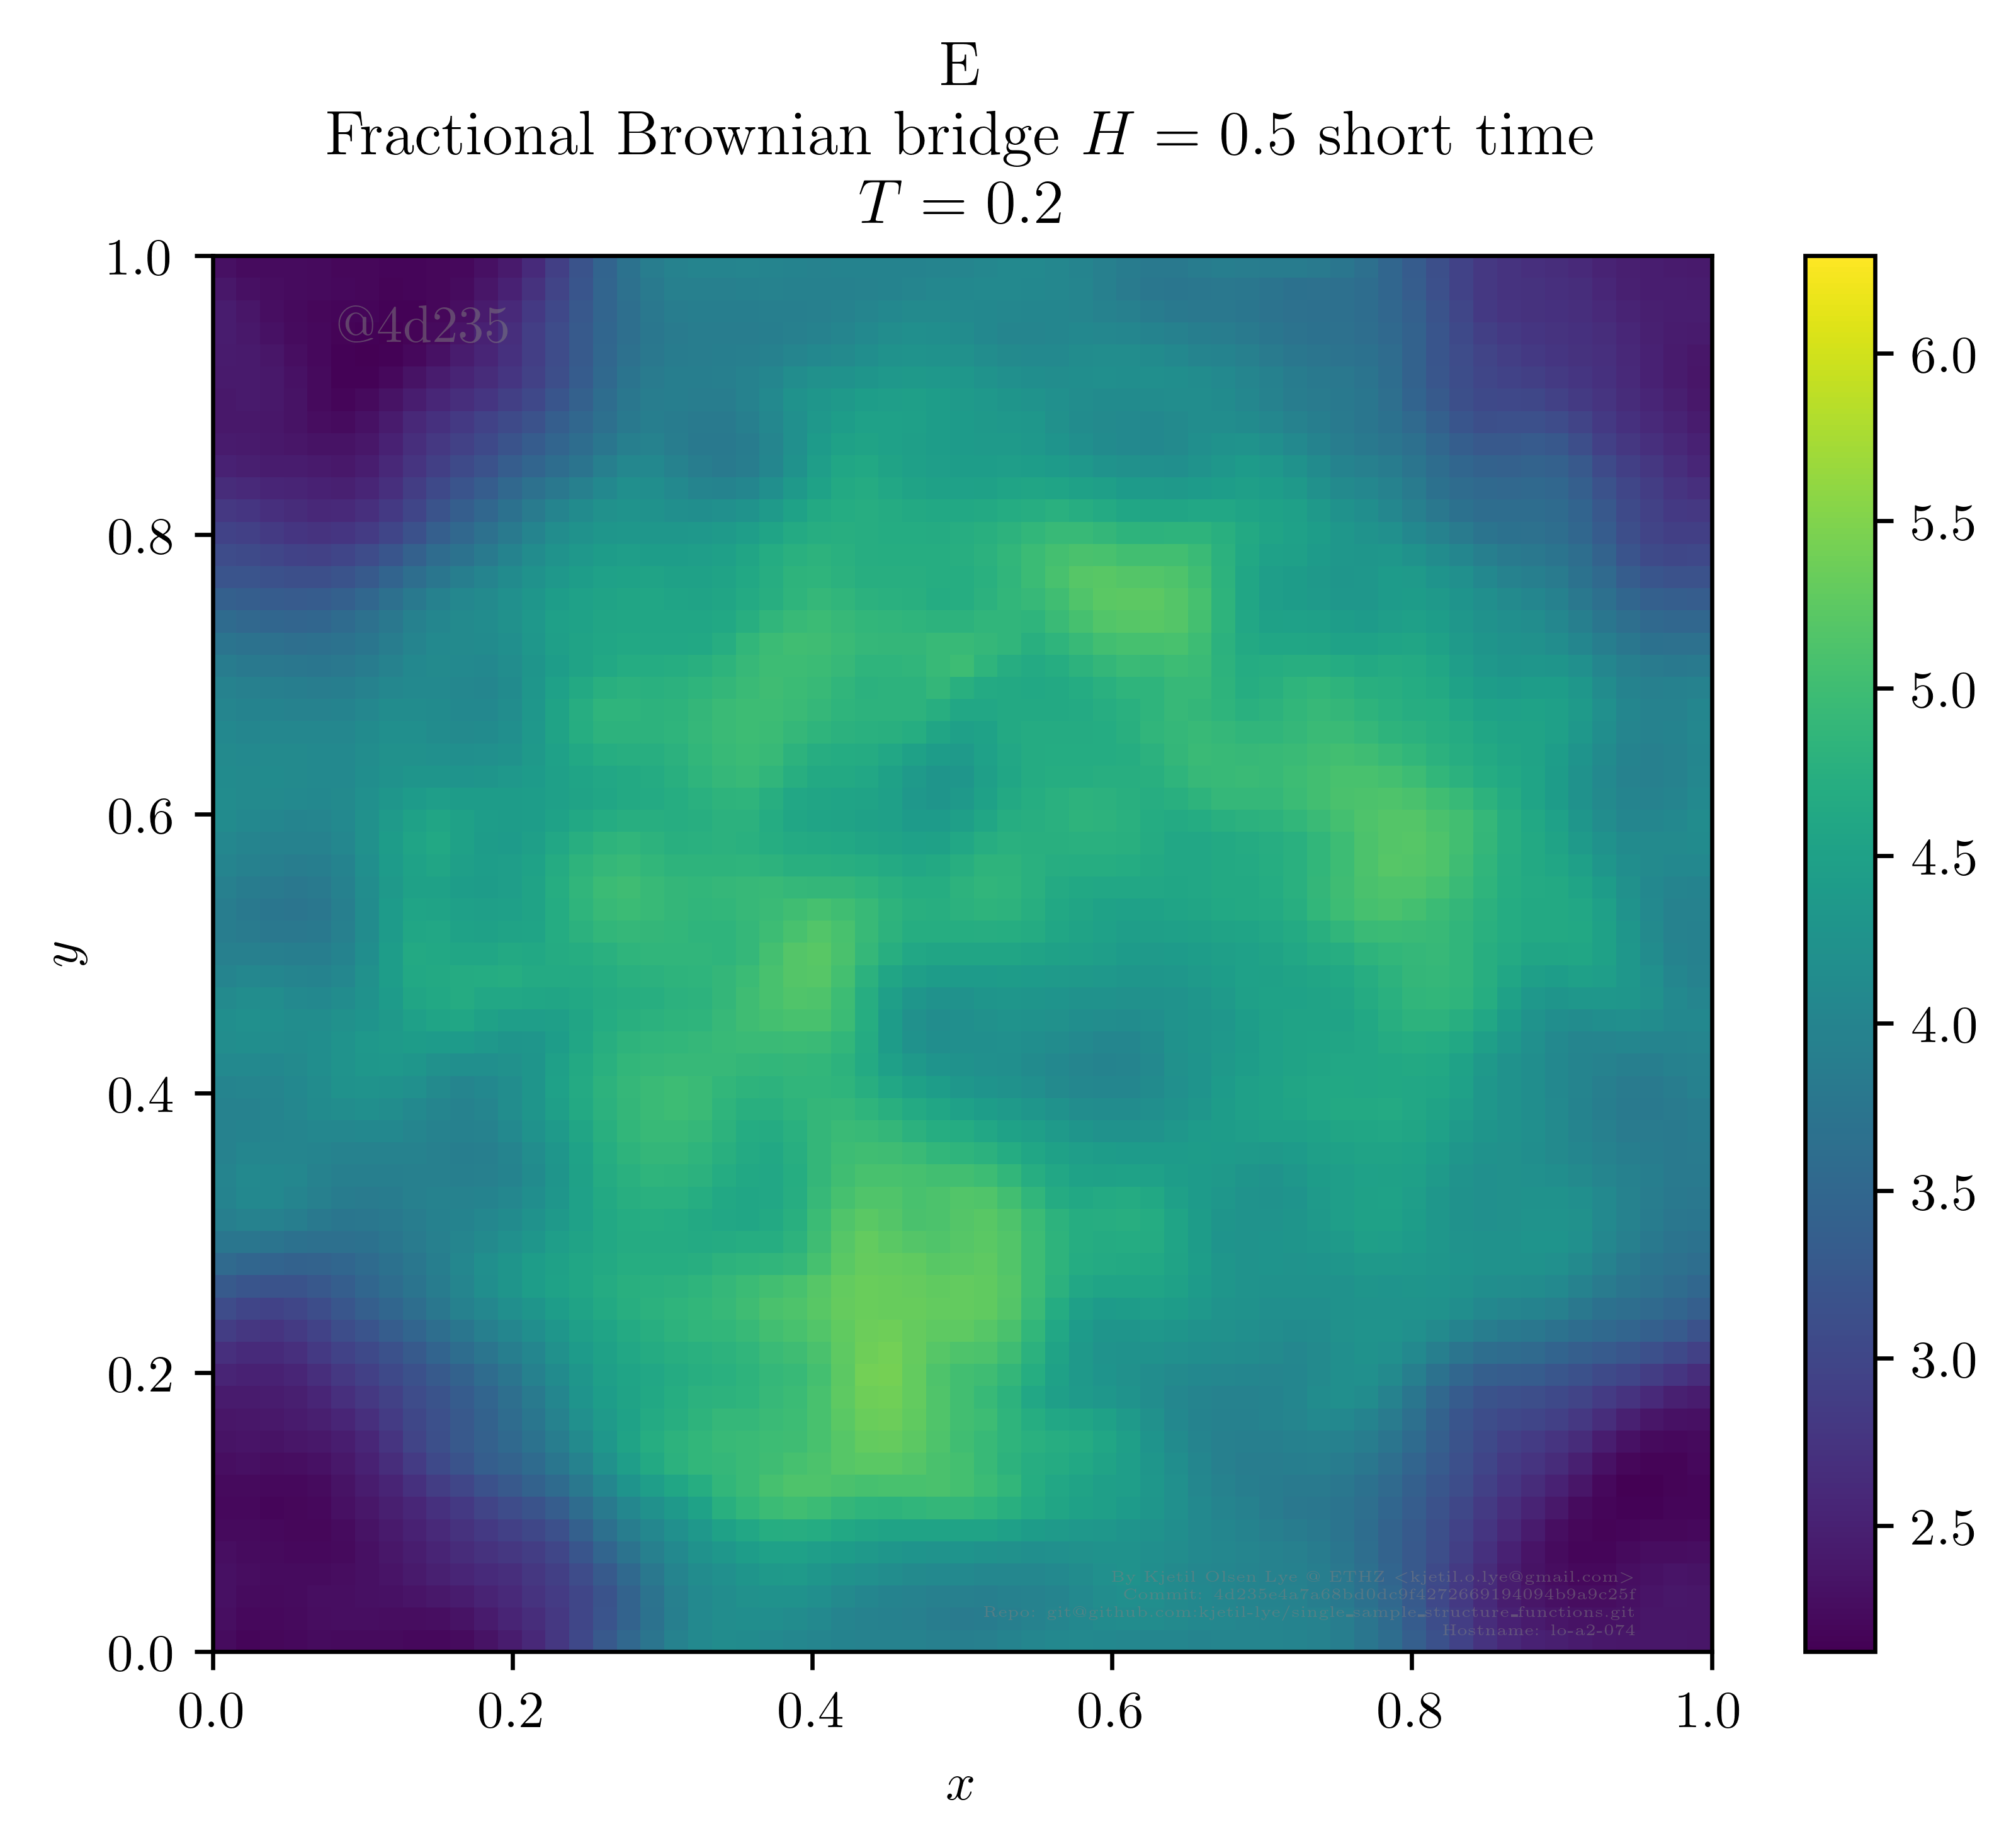 E
Fractional Brownian bridge H = 0.5 short time
T = 0.2
@4d235
1.0
0.8
0.6
0.4
0.2
0.0
y
0.0 0.2 0.4 0.6 0.8 1.0
x
6.0
5.5
5.0
4.5
4.0
3.5
3.0
2.5
By Kjetil Olsen Lye @ ETHZ <kjetil.o.lye@gmail.com>
Commit:
Repo: git@github.com:kjetil-lye/single_sample_structure_functions.git
Hostname: lo-a2-074